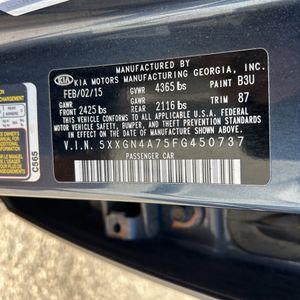 MANUFACTURED BY
KIA KIA MOTORS MANUFACTURING GEORGIA, INC.
FEB/02/15 GVWR 4365 lbs PAINT B3U
GAWR FRONT 2425 lbs GAWR REAR 2116 lbs TRIM 87
THIS VEHICLE CONFORMS TO ALL APPLICABLE U.S. FEDERAL MOTOR VEHICLE
SAFETY, BUMPER, AND THEFT PREVENTION STANDARDS IN
EFFECT ON THE DATE OF MANUFACTURE SHOWN ABOVE.
V.I.N. 5XXGN4A75FG450737
PASSENGER CAR
C565